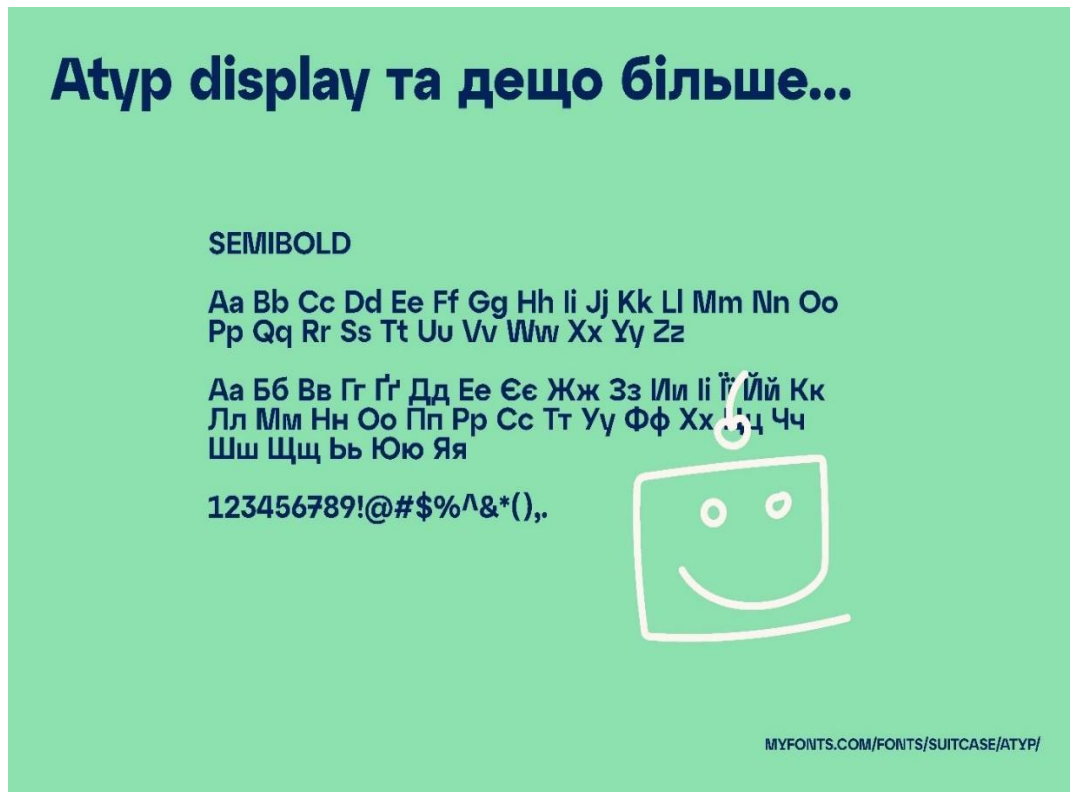 Atyp display та дещо більше...
SEMIBOLD
Aa Bb Cc Dd Ee Ff Gg Hh Ii Jj Kk Ll Mm Nn Oo
Pp Qq Rr Ss Tt Uu Vv Ww Xx Yy Zz
Аа Бб Вв Гг Ґґ Дд Ее Єє Жж Зз Ии Іі Її Йй Кк
Лл Мм Нн Оо Пп Рр Сс Тт Уу Фф Хх Цц Чч
Шш Щщ Ьь Юю Яя
123456789!@#$%^&*(),.
MYFONTS.COM/FONTS/SUITCASE/ATYP/